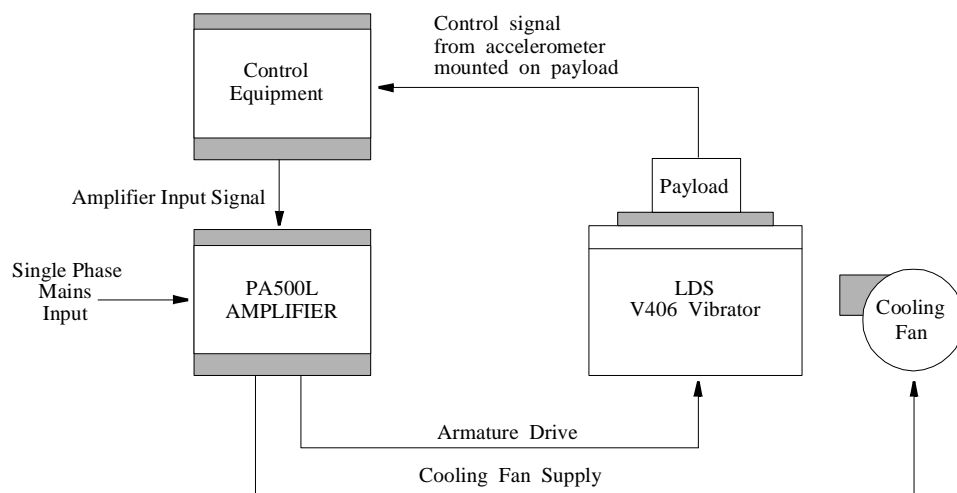 Control
Equipment
Control signal
from accelerometer
mounted on payload
Payload
Amplifier Input Signal
Single Phase
Mains
Input
PA500L
AMPLIFIER
LDS
V406 Vibrator
Cooling
Fan
Armature Drive
Cooling Fan Supply